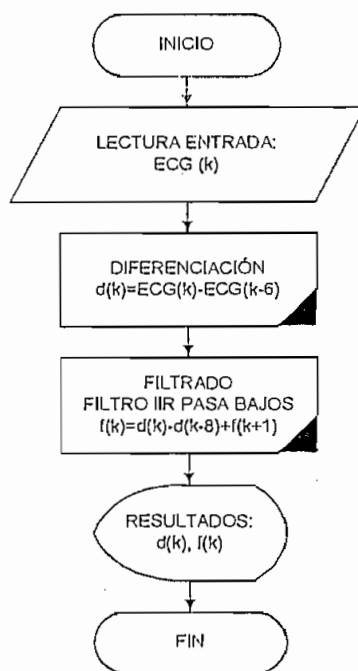 INICIO
LECTURA ENTRADA:
ECG (k)
DIFERENCIACIÓN
d(k)=ECG(k)-ECG(k-6)
FILTRADO
FILTRO IIR PASA BAJOS
f(k)=d(k)-d(k-8)+f(k+1)
RESULTADOS:
d(k), f(k)
FIN